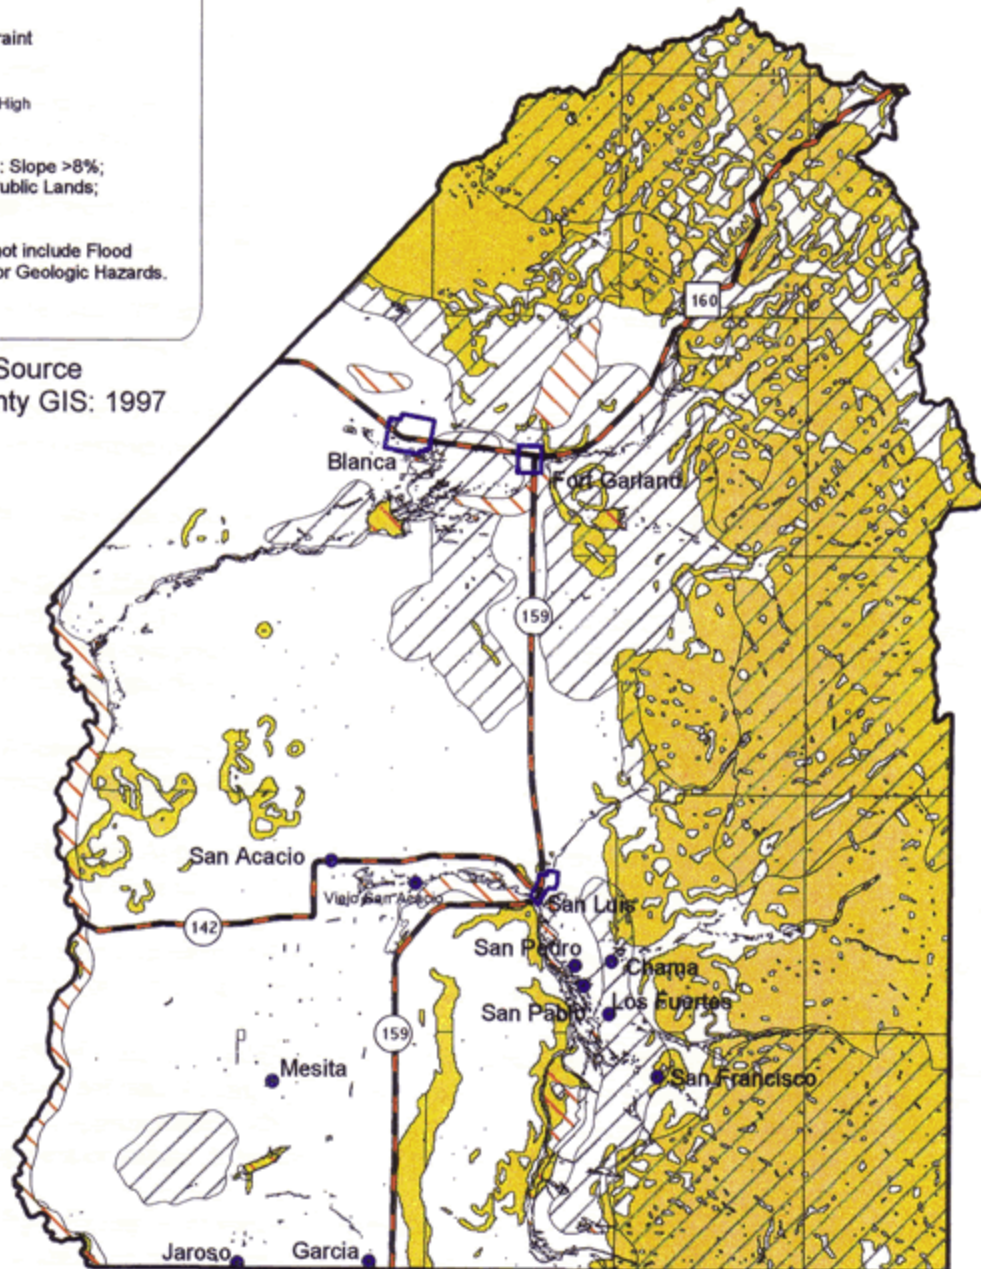 raint
High
: Slope >8%;
ublic Lands;
not include Flood
or Geologic Hazards.
Source
nty GIS: 1997
160
Blanca
Fort Garland
159
San Acacio
Viejo San Acacio
San Luis
142
San Pedro
Chama
San Pablo
Los Fuertes
159
Mesita
San Francisco
Jaroso
Garcia